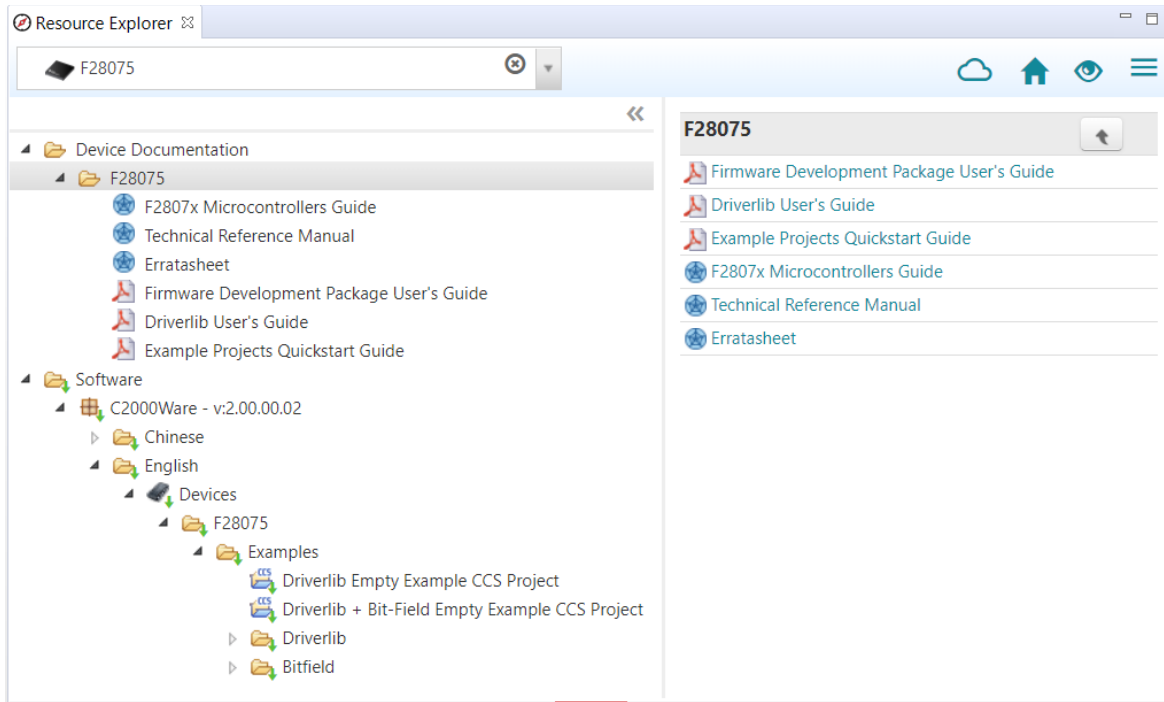 Resource Explorer
F28075
Device Documentation
F28075
F2807x Microcontrollers Guide
Technical Reference Manual
Erratasheet
Firmware Development Package User's Guide
Driverlib User's Guide
Example Projects Quickstart Guide
Software
C2000Ware - v:2.00.00.02
Chinese
English
Devices
F28075
Examples
CCS Driverlib Empty Example CCS Project
CCS Driverlib + Bit-Field Empty Example CCS Project
Driverlib
Bitfield
F28075
Firmware Development Package User's Guide
Driverlib User's Guide
Example Projects Quickstart Guide
F2807x Microcontrollers Guide
Technical Reference Manual
Erratasheet